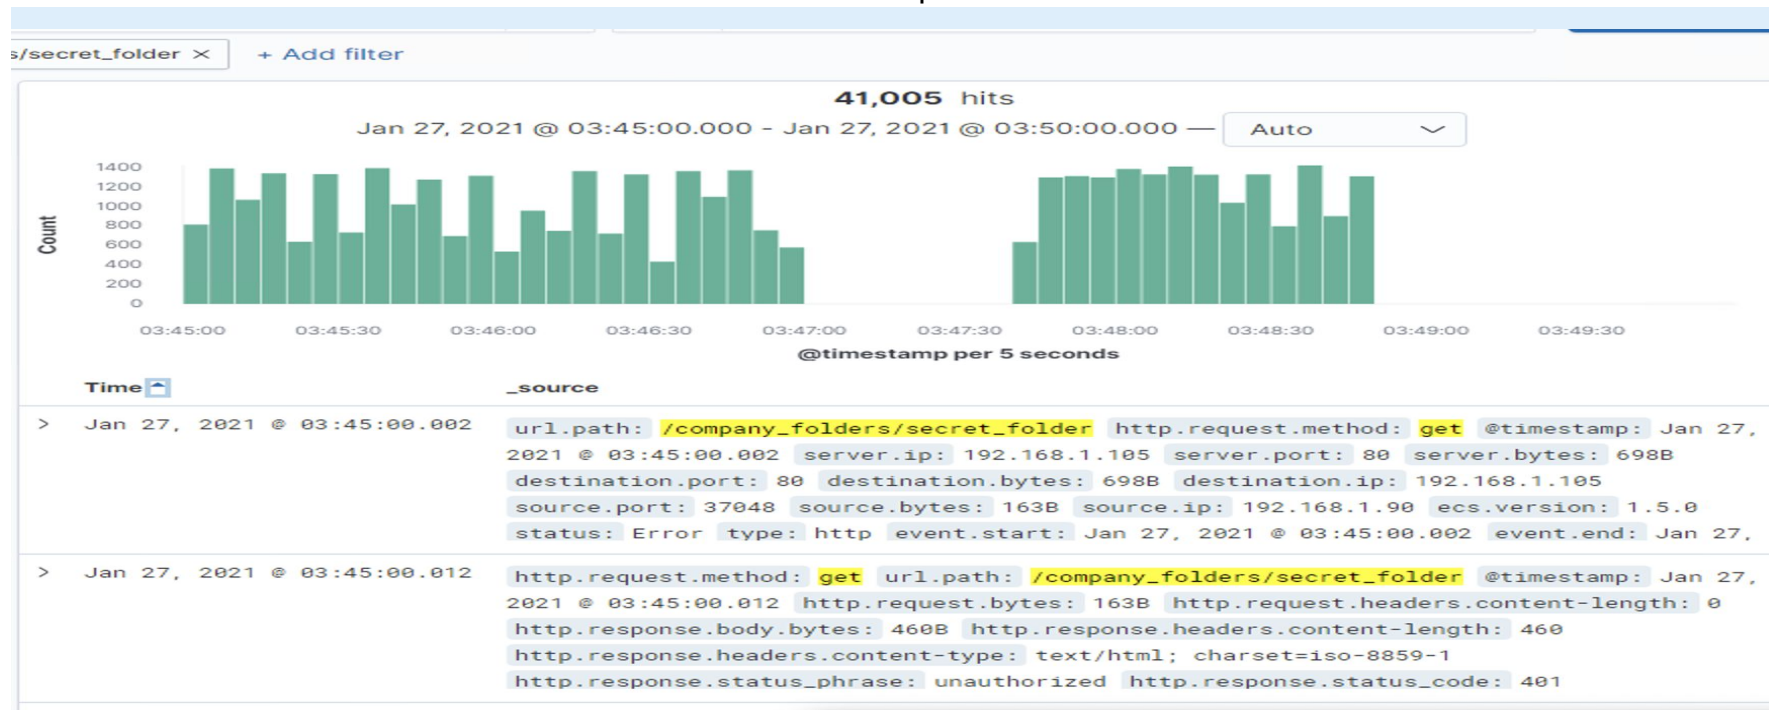 s/secret_folder × + Add filter
41,005 hits
Jan 27, 2021 @ 03:45:00.000 - Jan 27, 2021 @ 03:50:00.000 — Auto
1400
1200
1000
800
600
400
200
0
Count
03:45:00 03:45:30 03:46:00 03:46:30 03:47:00 03:47:30 03:48:00 03:48:30 03:49:00 03:49:30
@timestamp per 5 seconds
Time _source
> Jan 27, 2021 @ 03:45:00.002 url.path: /company_folders/secret_folder http.request.method: get @timestamp: Jan 27,
2021 @ 03:45:00.002 server.ip: 192.168.1.105 server.port: 80 server.bytes: 698B
destination.port: 80 destination.bytes: 698B destination.ip: 192.168.1.105
source.port: 37048 source.bytes: 163B source.ip: 192.168.1.90 ecs.version: 1.5.0
status: Error type: http event.start: Jan 27, 2021 @ 03:45:00.002 event.end: Jan 27,
> Jan 27, 2021 @ 03:45:00.012 http.request.method: get url.path: /company_folders/secret_folder @timestamp: Jan 27,
2021 @ 03:45:00.012 http.request.bytes: 163B http.request.headers.content-length: 0
http.response.body.bytes: 460B http.response.headers.content-length: 460
http.response.headers.content-type: text/html; charset=iso-8859-1
http.response.status_phrase: unauthorized http.response.status_code: 401